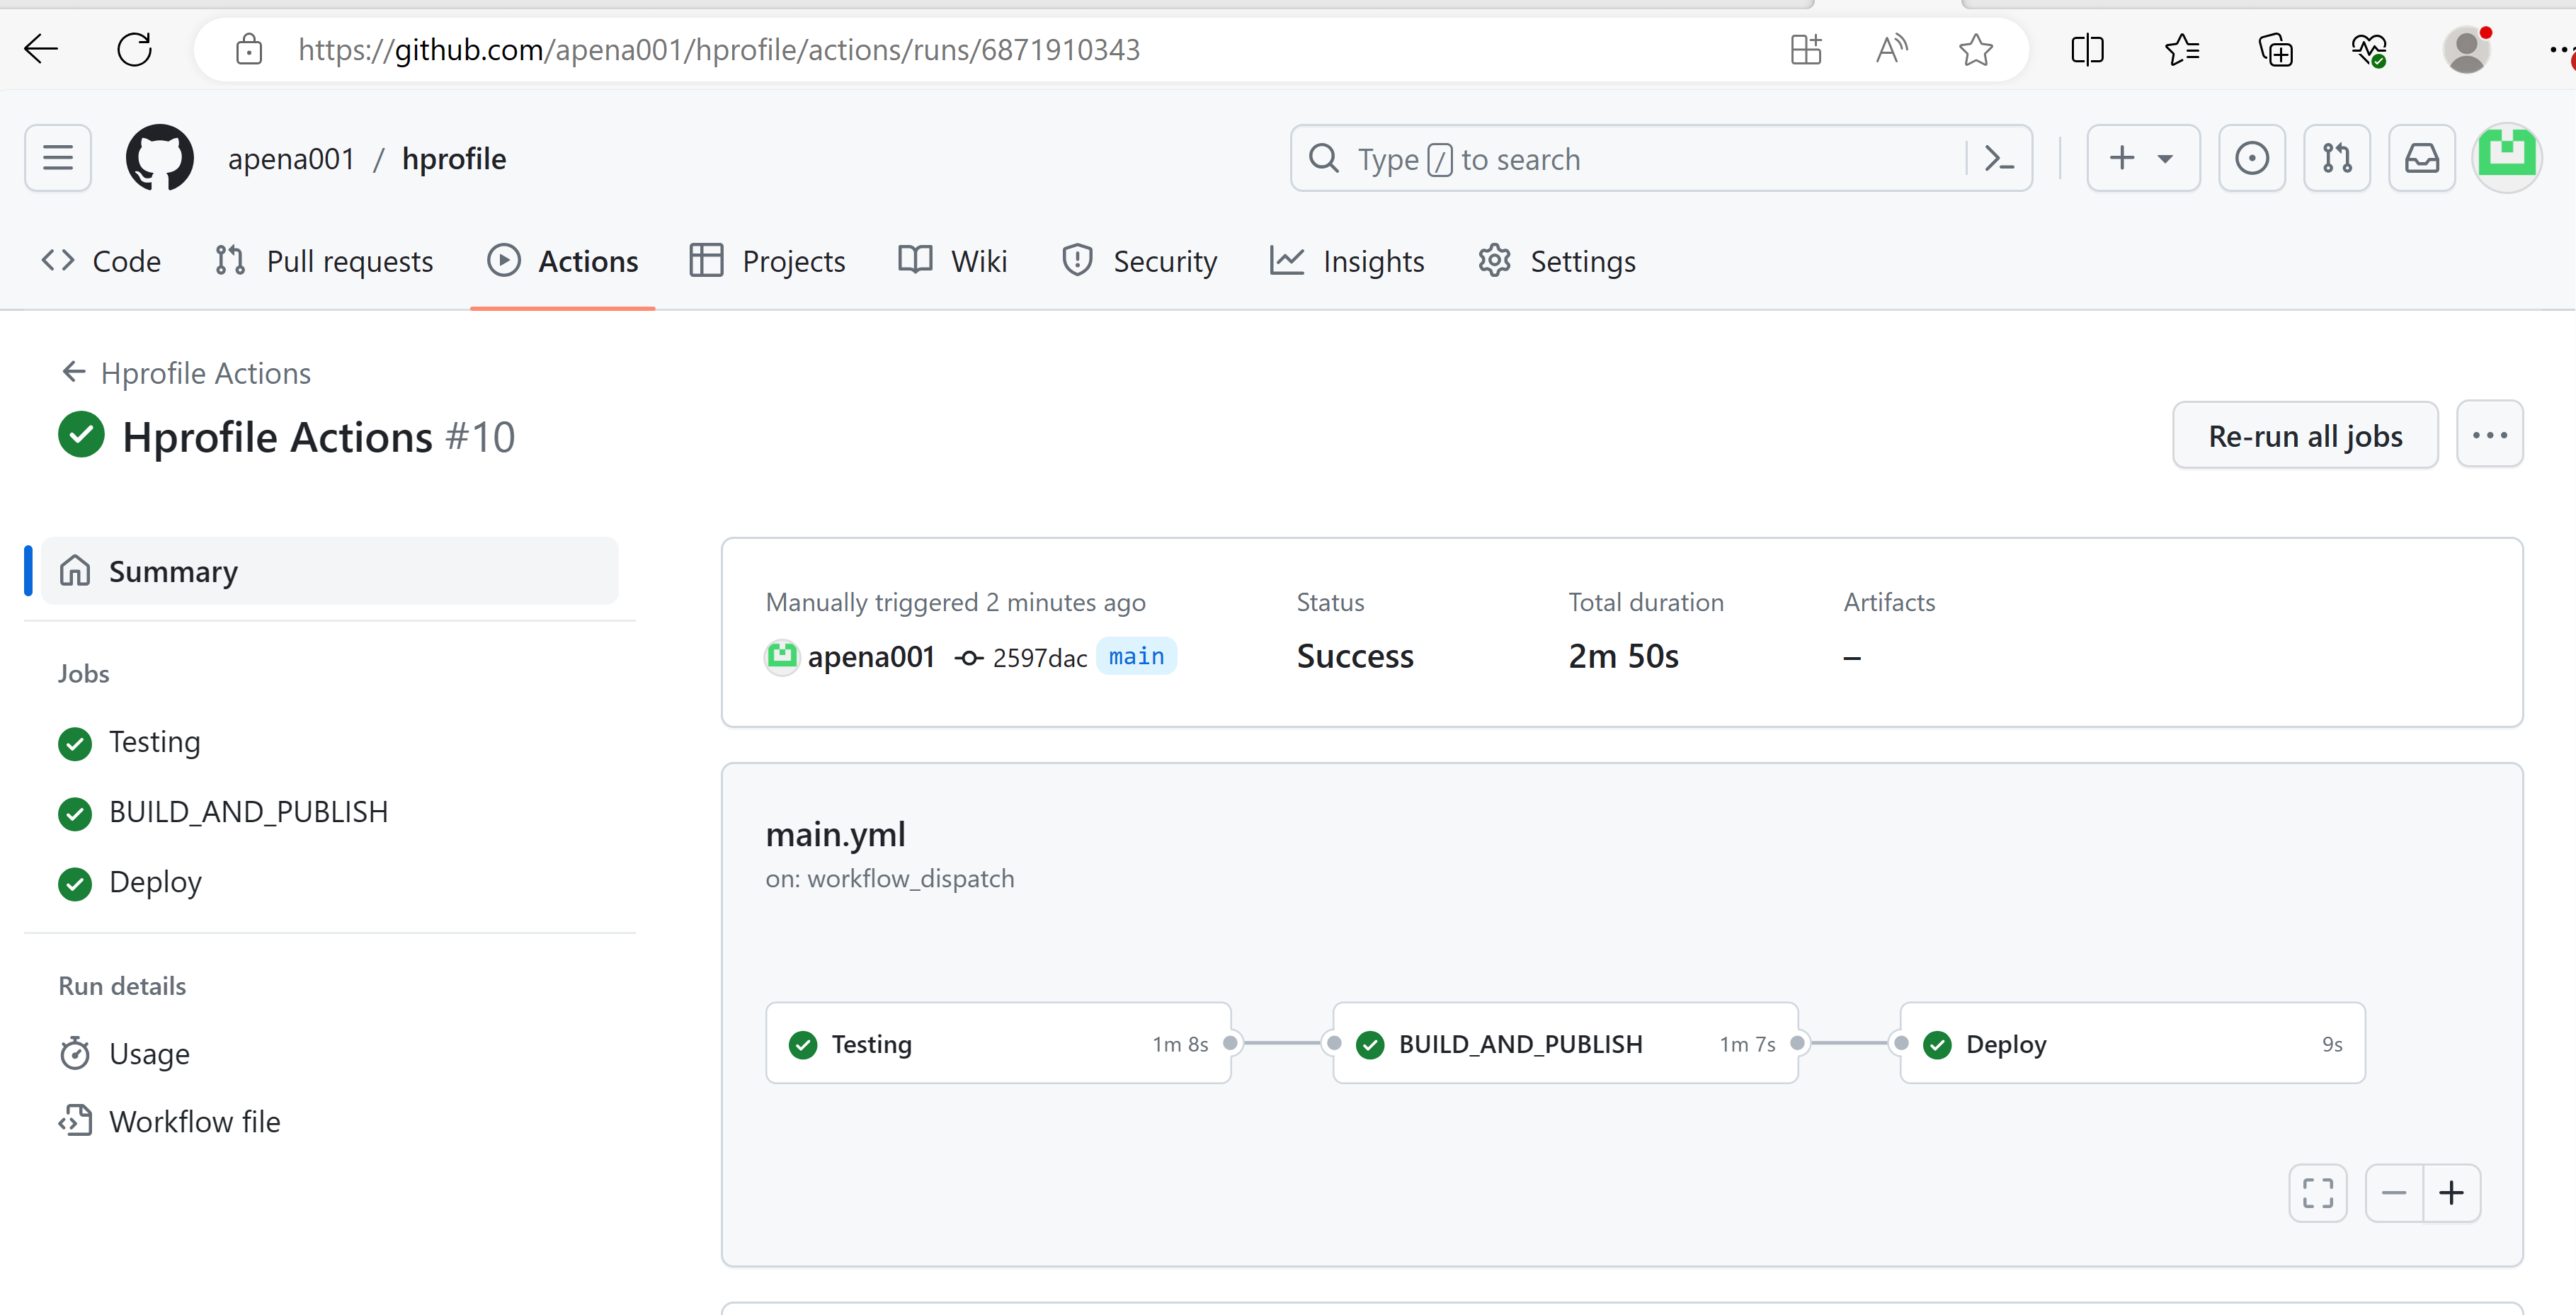 https://github.com/apena001/hprofile/actions/runs/6871910343
apena001 / hprofile
Type / to search
Code Pull requests Actions Projects Wiki Security Insights Settings
Hprofile Actions
Hprofile Actions #10
Re-run all jobs
Summary
Jobs
Testing
BUILD_AND_PUBLISH
Deploy
Run details
Usage
Workflow file
Manually triggered 2 minutes ago
apena001 2597dac main
Status
Success
Total duration
2m 50s
Artifacts
–
main.yml
on: workflow_dispatch
Testing 1m 8s
BUILD_AND_PUBLISH 1m 7s
Deploy 9s